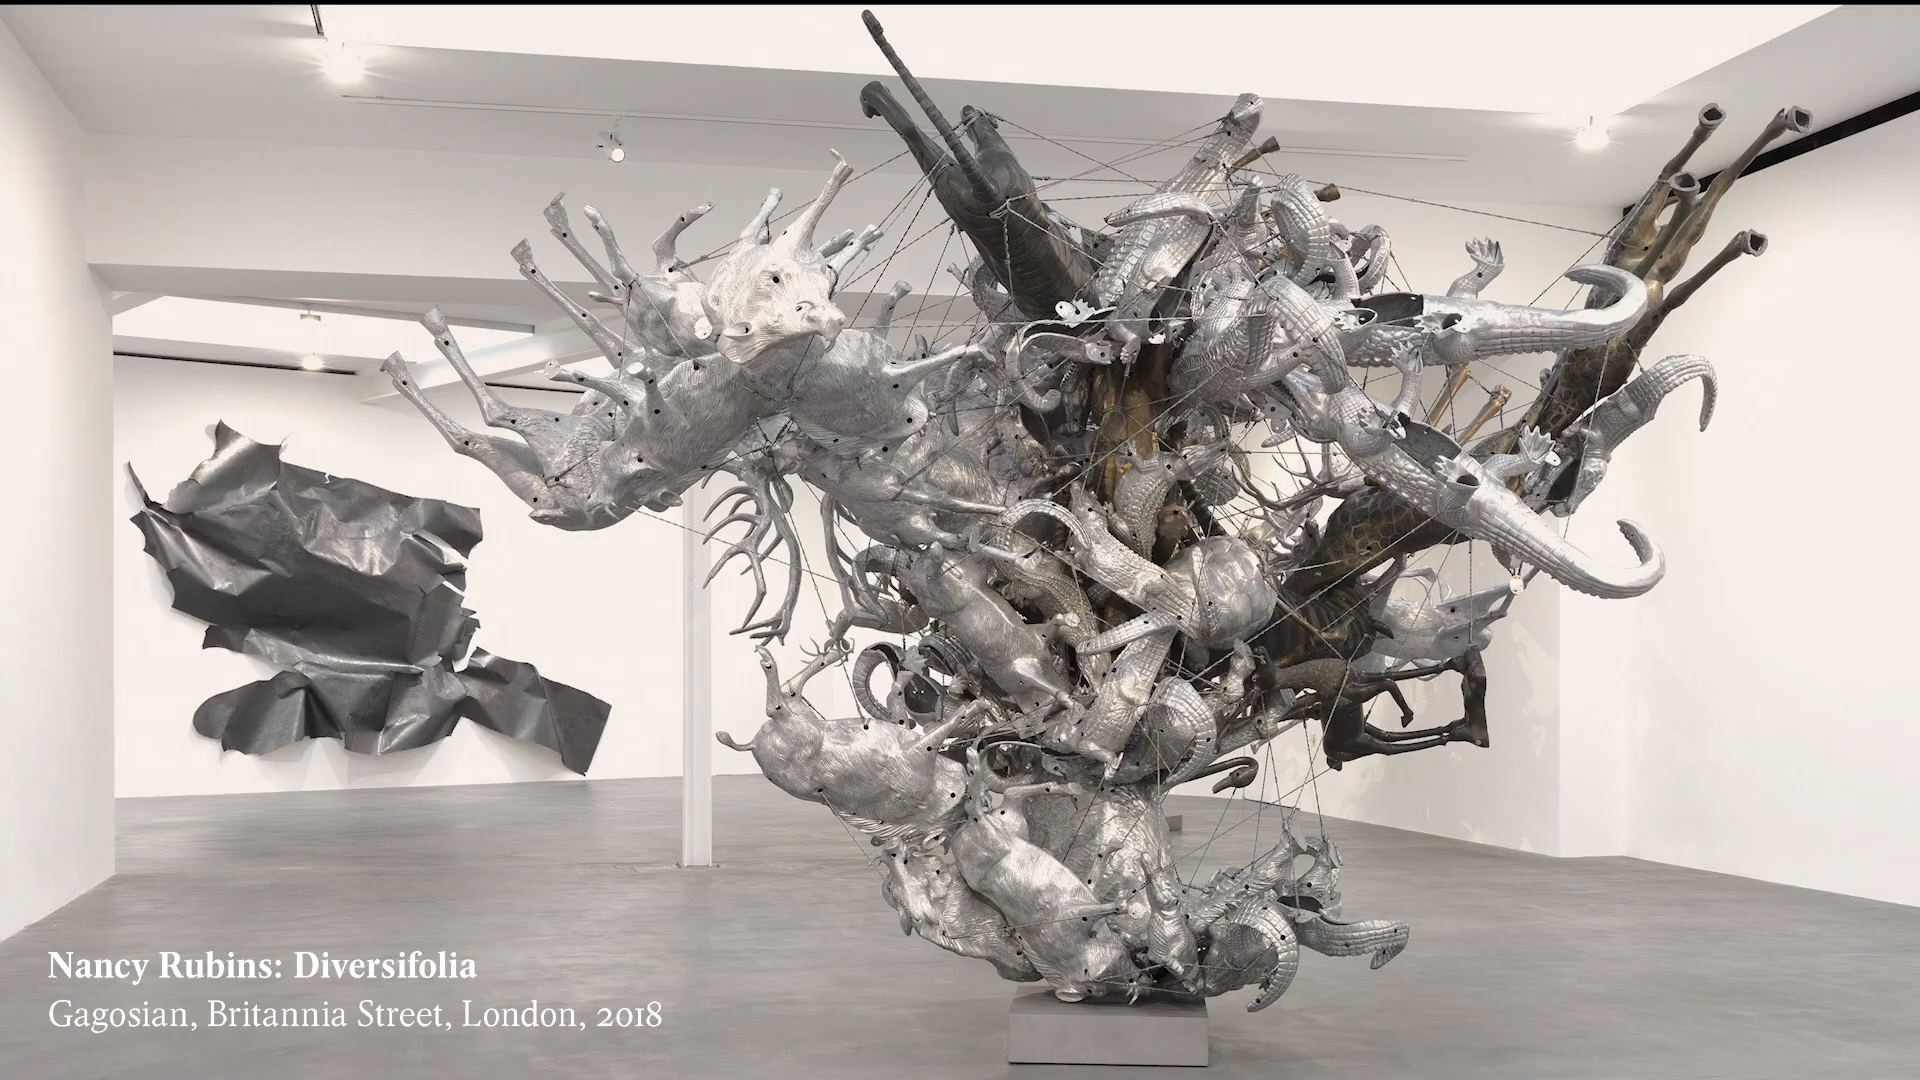 Nancy Rubins: Diversifolia
Gagosian, Britannia Street, London, 2018